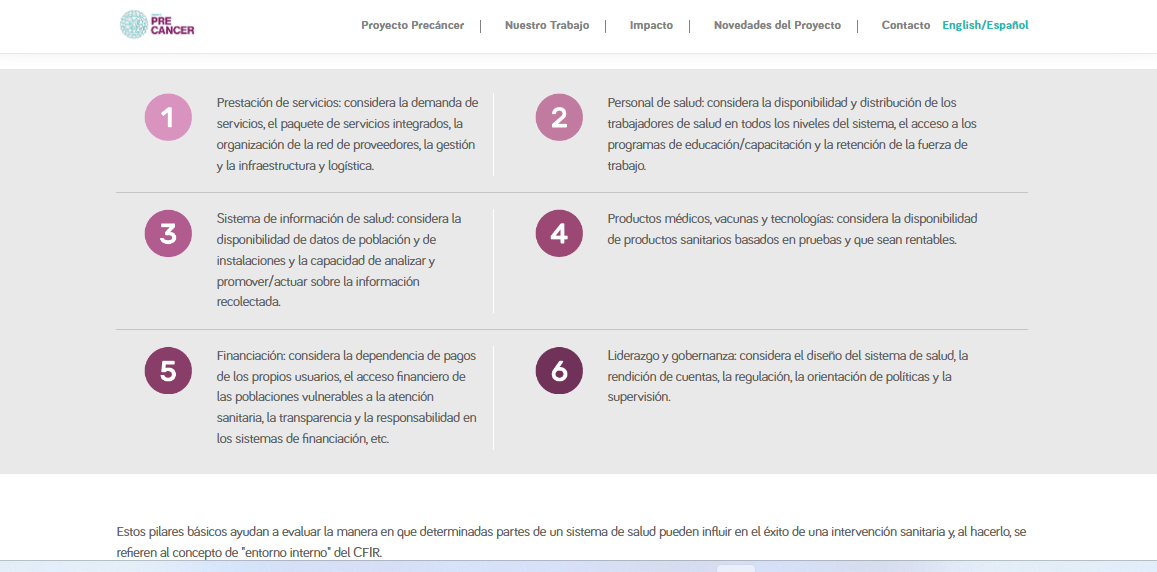 PRE
CANCER
Proyecto Precáncer | Nuestro Trabajo | Impacto | Novedades del Proyecto | Contacto English/Español
1
Prestación de servicios: considera la demanda de
servicios, el paquete de servicios integrados, la
organización de la red de proveedores, la gestión
y la infraestructura y logística.
2
Personal de salud: considera la disponibilidad y distribución de los
trabajadores de salud en todos los niveles del sistema, el acceso a los
programas de educación/capacitación y la retención de la fuerza de
trabajo.
3
Sistema de información de salud: considera la
disponibilidad de datos de población y de
instalaciones y la capacidad de analizar y
promover/actuar sobre la información
recolectada.
4
Productos médicos, vacunas y tecnologías: considera la disponibilidad
de productos sanitarios basados en pruebas y que sean rentables.
5
Financiación: considera la dependencia de pagos
de los propios usuarios, el acceso financiero de
las poblaciones vulnerables a la atención
sanitaria, la transparencia y la responsabilidad en
los sistemas de financiación, etc.
6
Liderazgo y gobernanza: considera el diseño del sistema de salud, la
rendición de cuentas, la regulación, la orientación de políticas y la
supervisión.
Estos pilares básicos ayudan a evaluar la manera en que determinadas partes de un sistema de salud pueden influir en el éxito de una intervención sanitaria y, al hacerlo, se
refieren al concepto de "entorno interno" del CFIR.